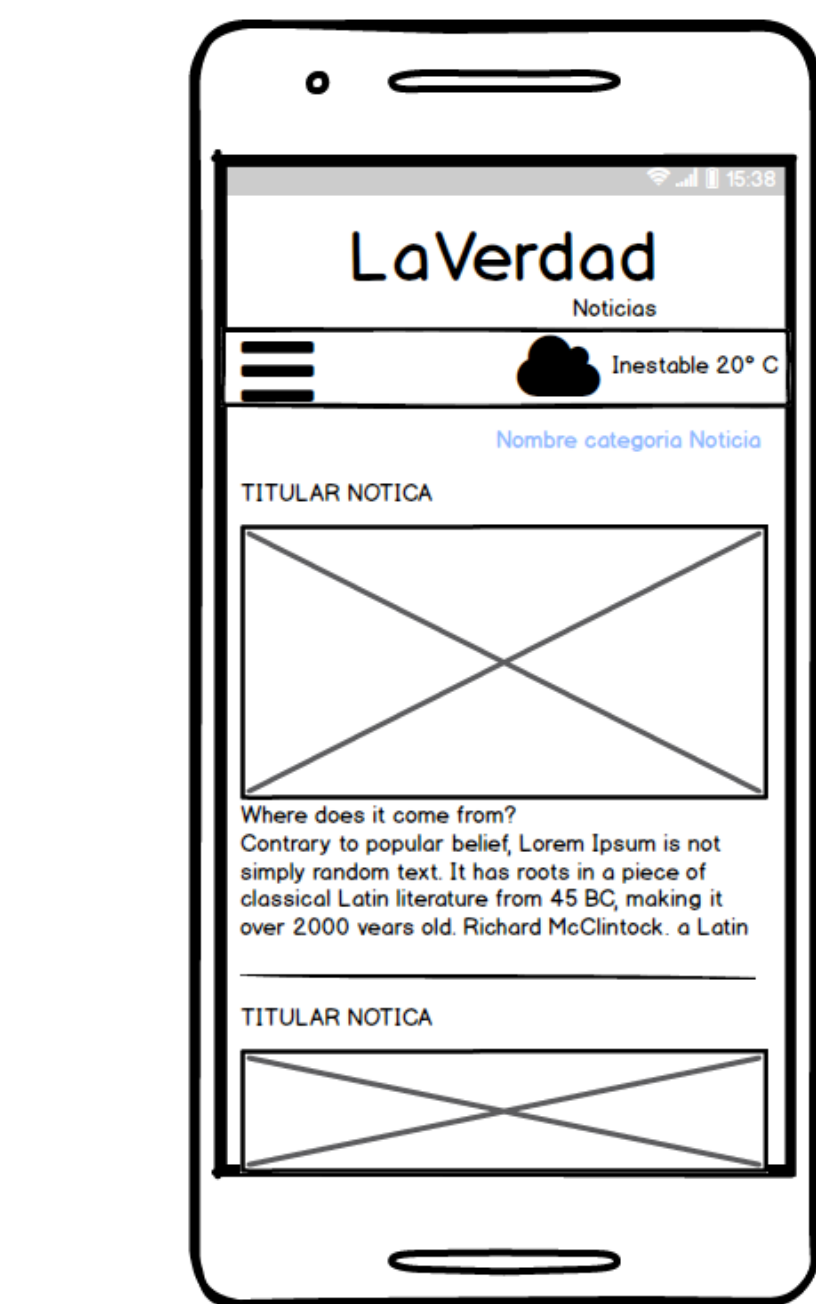 15:38
LaVerdad
Noticias
Inestable 20° C
Nombre categoria Noticia
TITULAR NOTICA
Where does it come from?
Contrary to popular belief, Lorem Ipsum is not
simply random text. It has roots in a piece of
classical Latin literature from 45 BC, making it
over 2000 years old. Richard McClintock, a Latin
TITULAR NOTICA